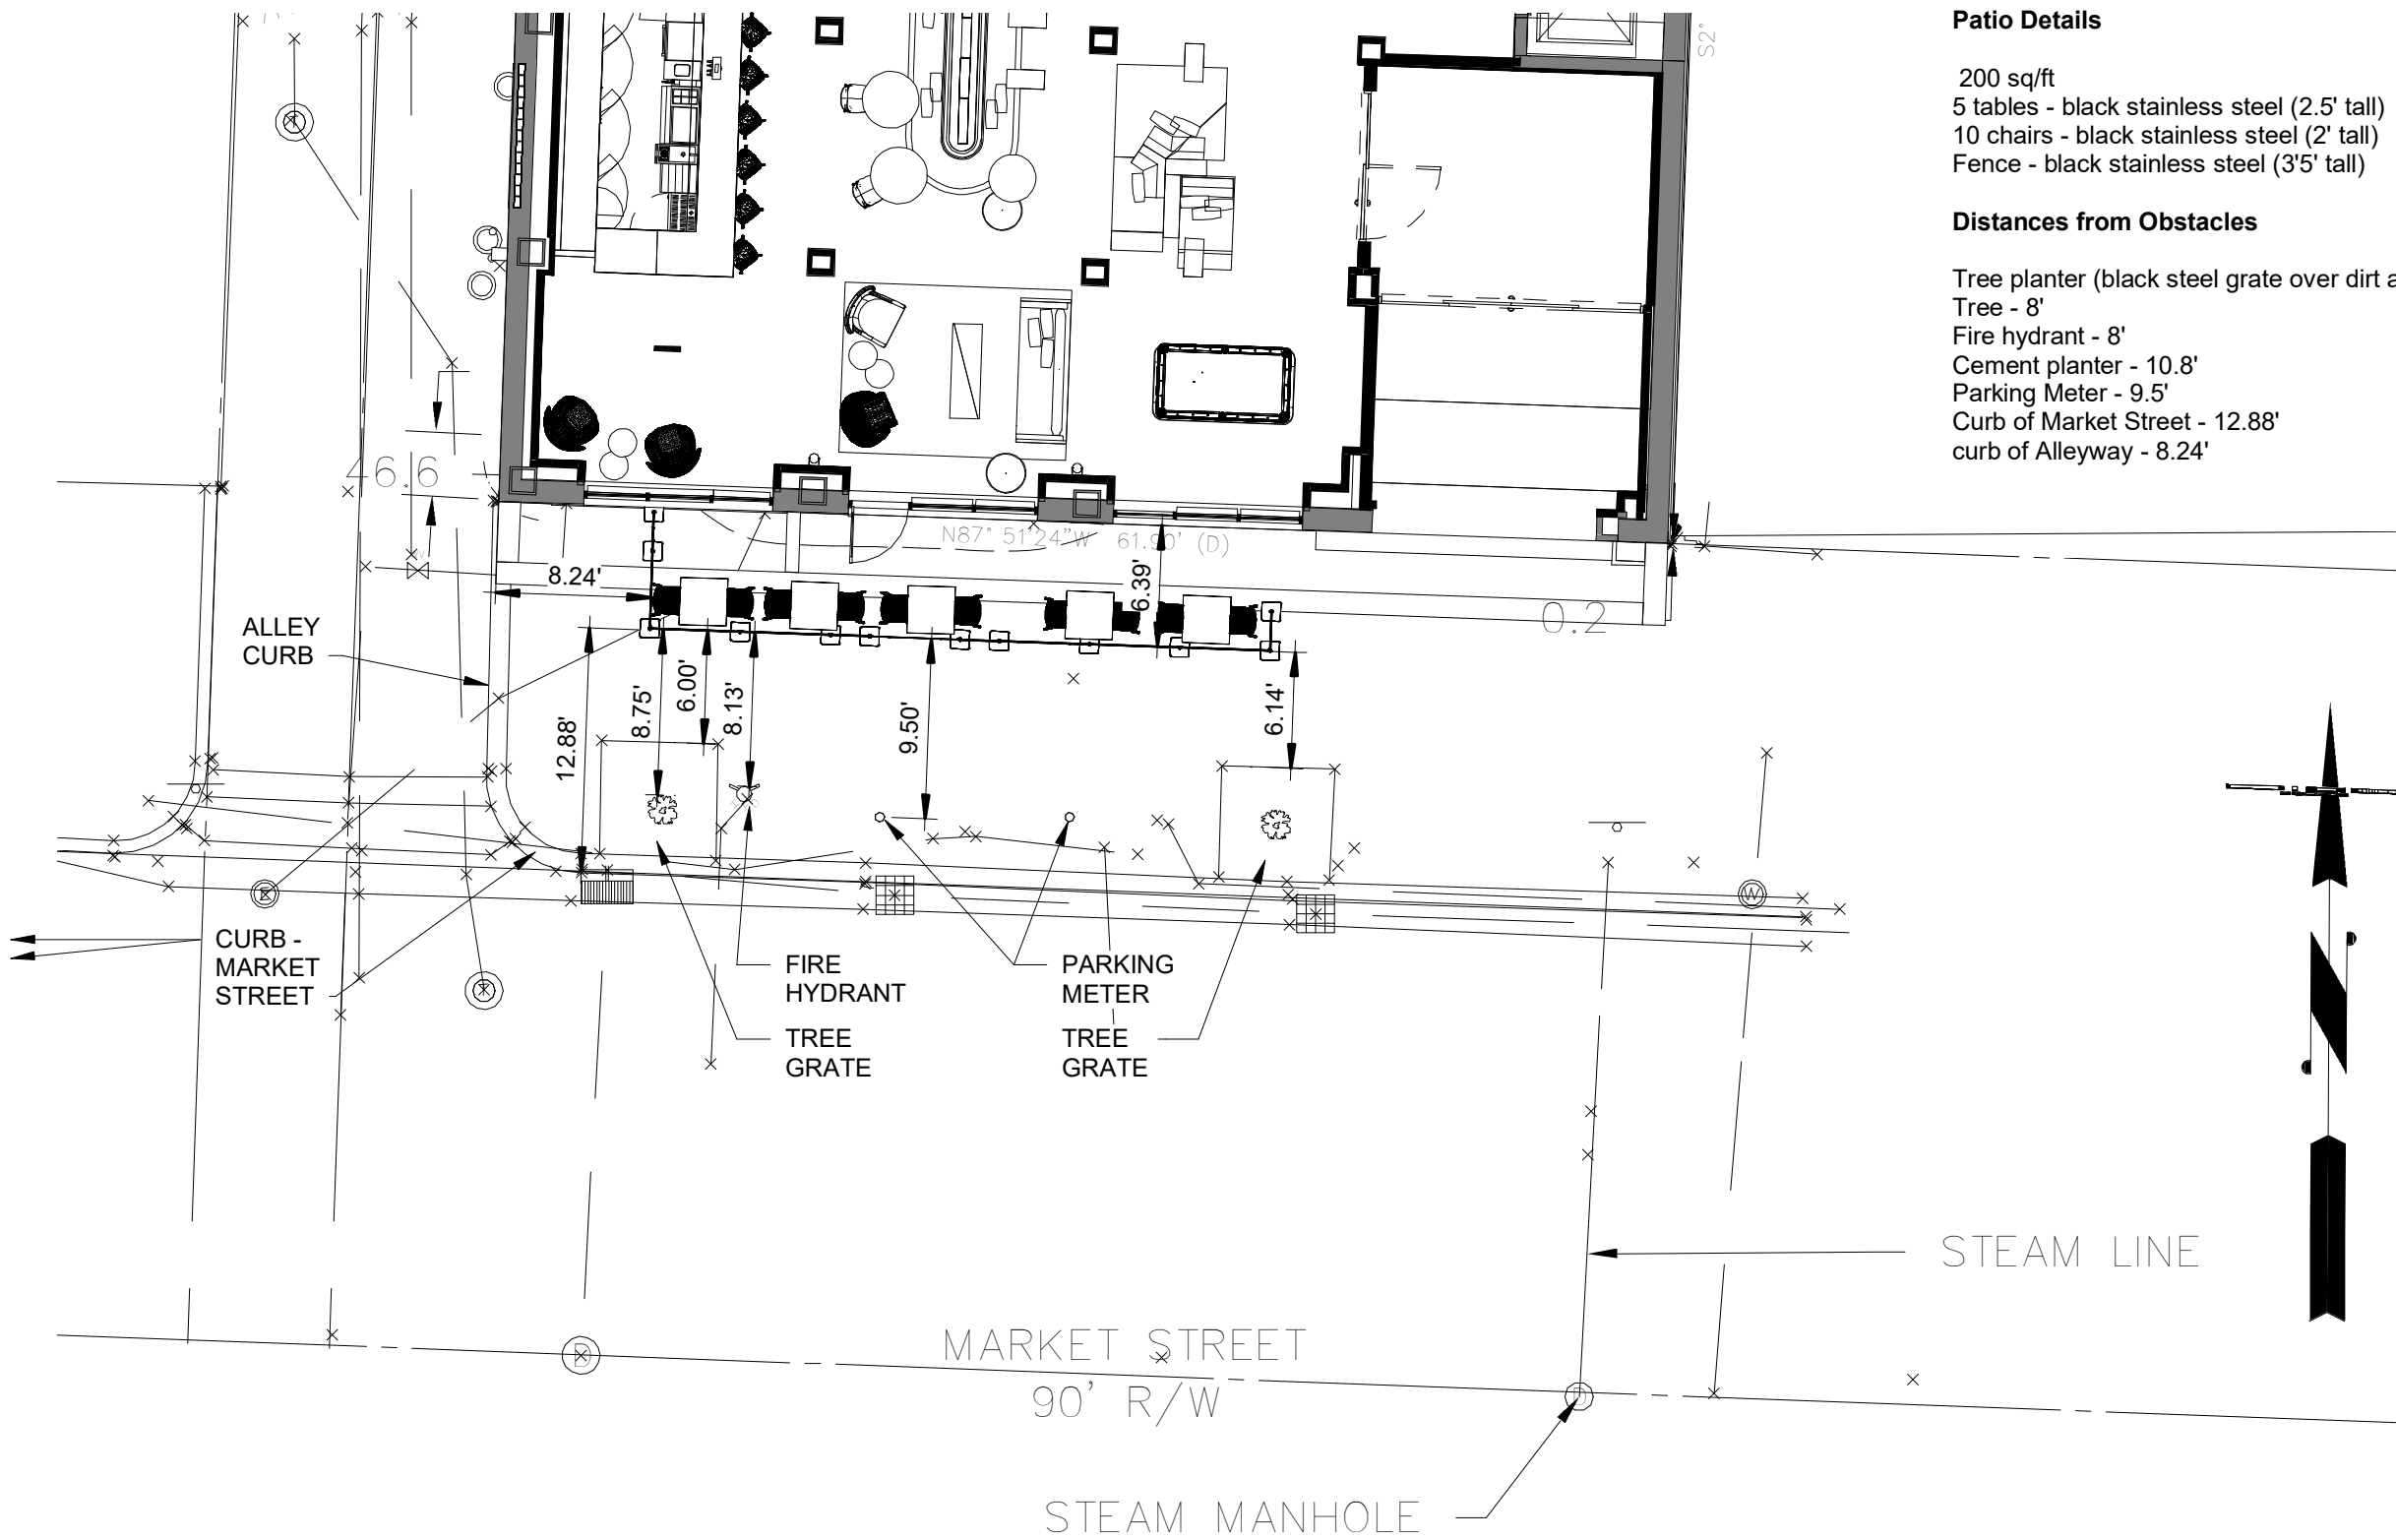 Patio Details
200 sq/ft
5 tables - black stainless steel (2.5' tall)
10 chairs - black stainless steel (2' tall)
Fence - black stainless steel (3'5' tall)
Distances from Obstacles
Tree planter (black steel grate over dirt a
Tree - 8'
Fire hydrant - 8'
Cement planter - 10.8'
Parking Meter - 9.5'
Curb of Market Street - 12.88'
curb of Alleyway - 8.24'
S2°
46.6
N87° 51'24"W 61.90' (D)
8.24'
6.39'
0.2
ALLEY
CURB
12.88'
8.75'
6.00'
8.13'
9.50'
6.14'
W
CURB -
MARKET
STREET
FIRE
HYDRANT
TREE
GRATE
PARKING
METER
TREE
GRATE
STEAM LINE
MARKET STREET
90' R/W
D
D
STEAM MANHOLE